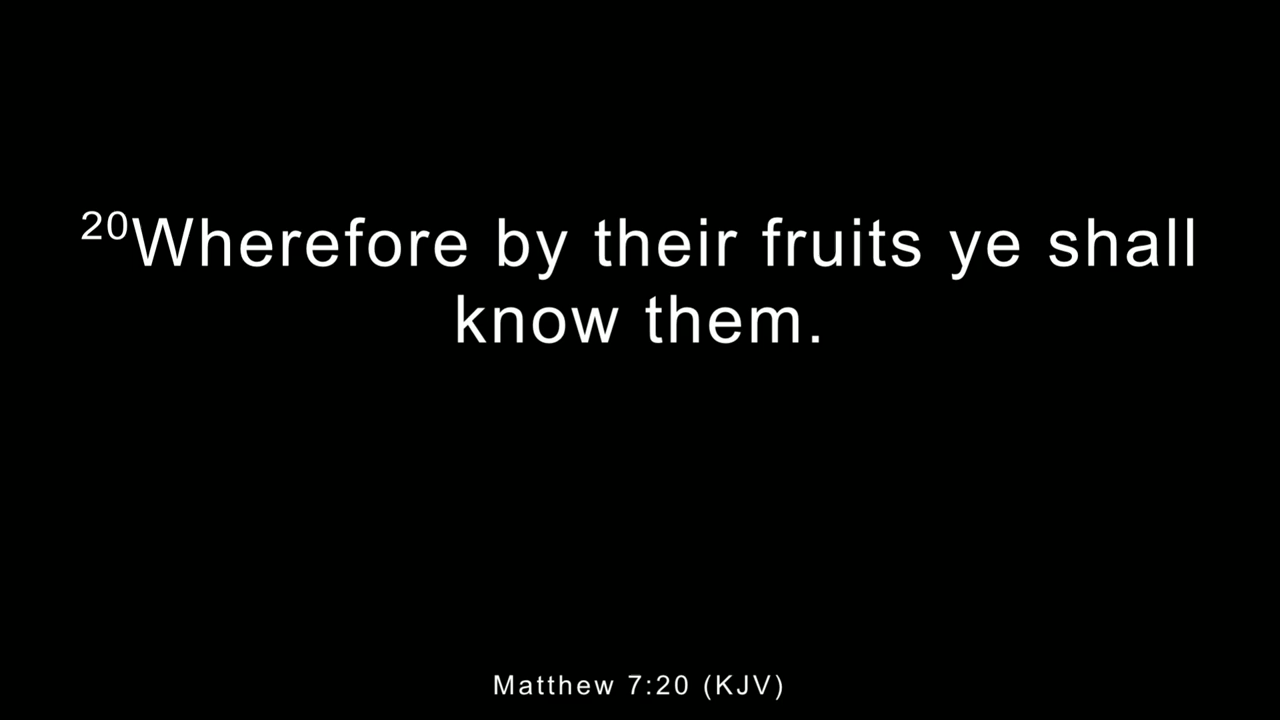 20Wherefore by their fruits ye shall
know them.
Matthew 7:20 (KJV)